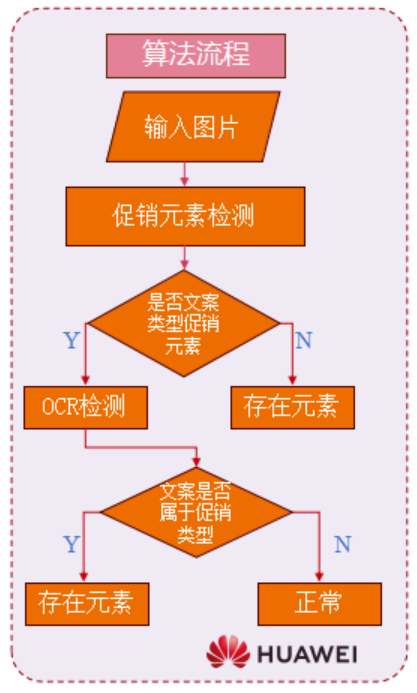 算法流程
输入图片
促销元素检测
是否文案
类型促销
元素
Y
N
OCR检测
存在元素
文案是否
属于促销
类型
Y
N
存在元素
正常
HUAWEI